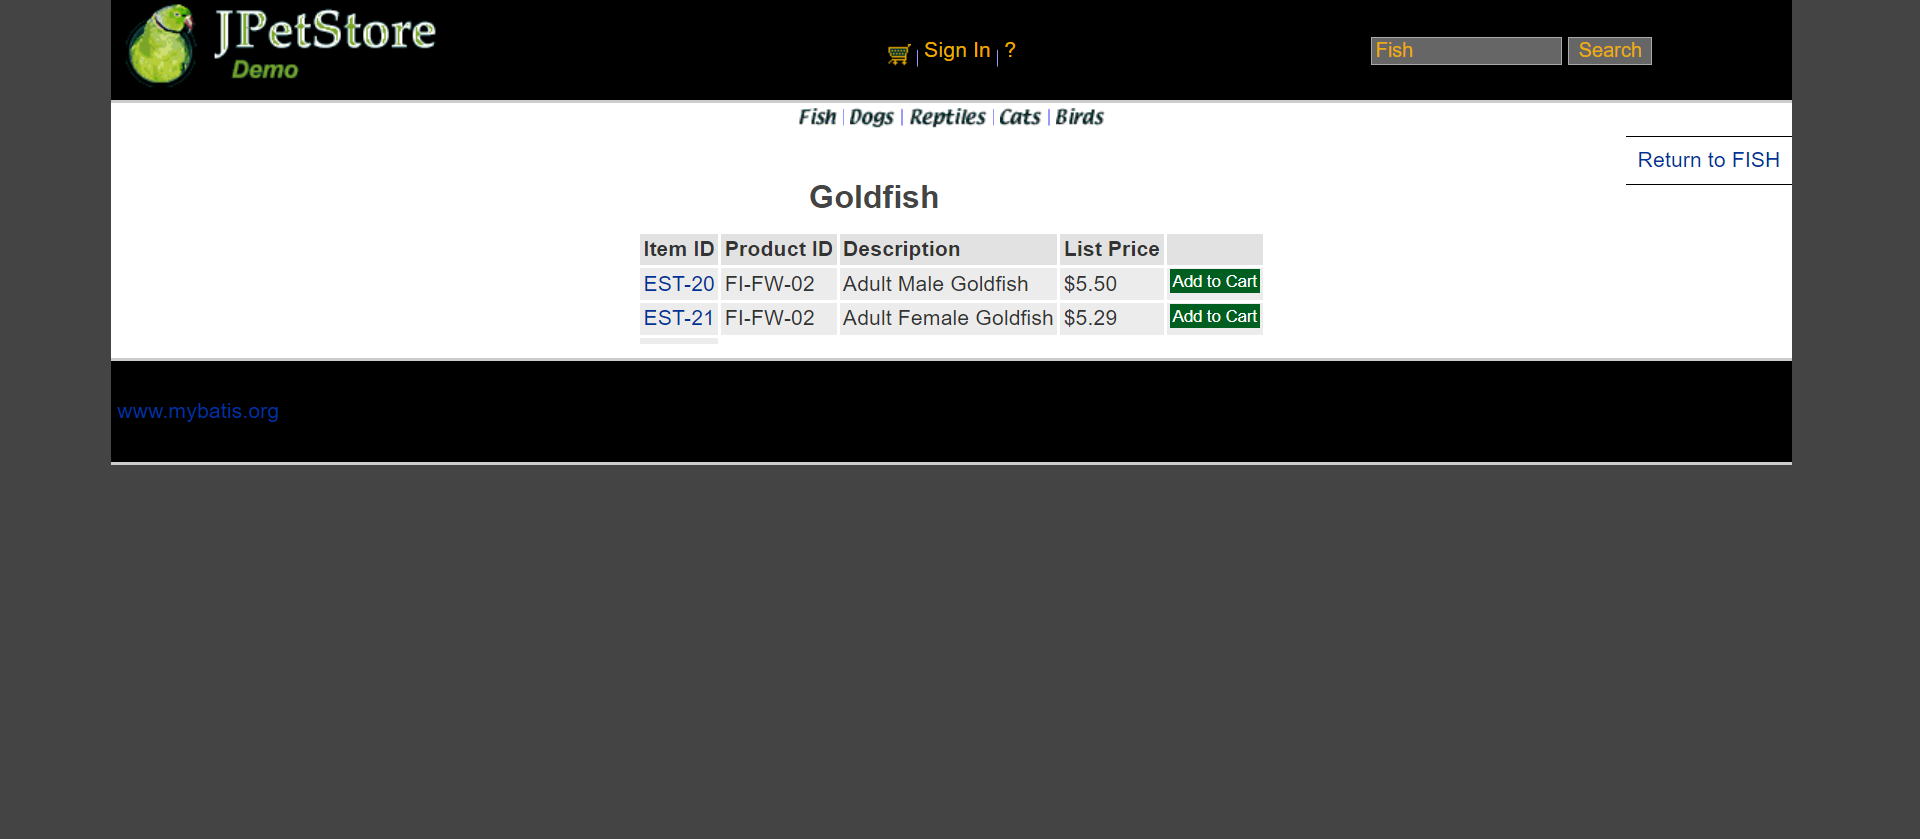 JPetStore
Demo
Sign In ?
Fish Search
Fish Dogs Reptiles Cats Birds
Return to FISH
Goldfish
Item ID Product ID Description List Price
EST-20 FI-FW-02 Adult Male Goldfish $5.50 Add to Cart
EST-21 FI-FW-02 Adult Female Goldfish $5.29 Add to Cart
www.mybatis.org